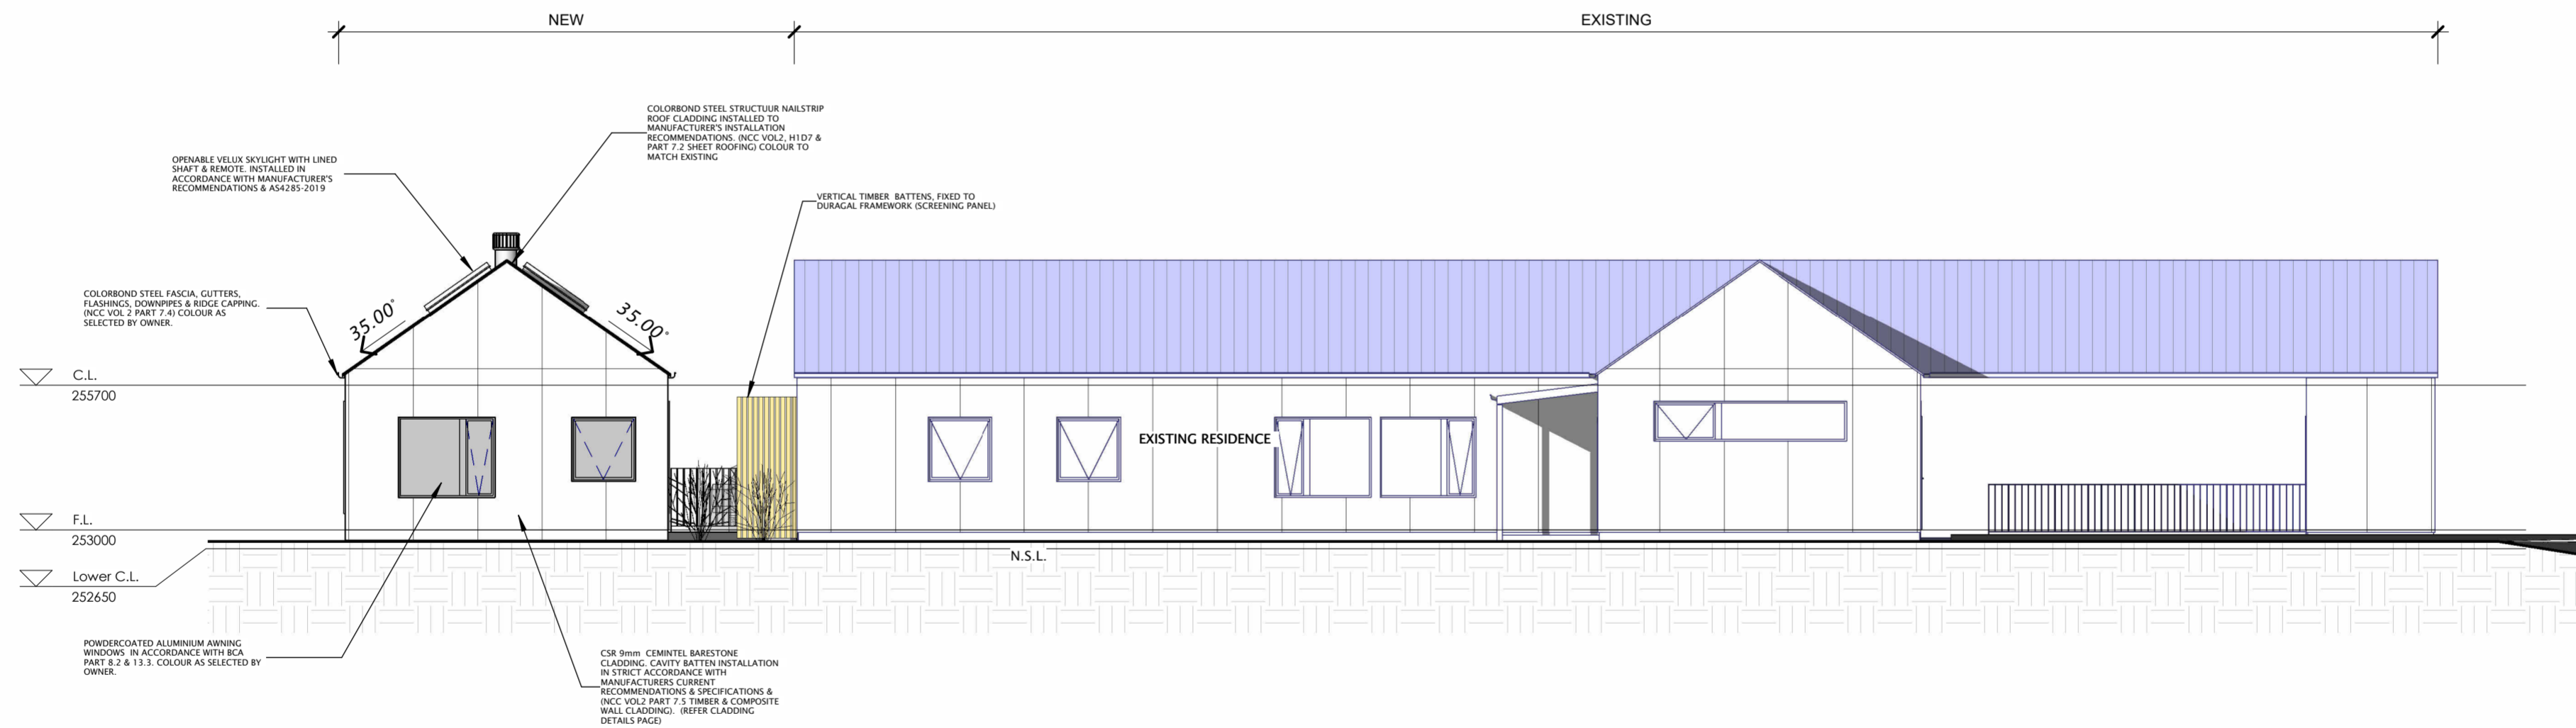 NEW
EXISTING
COLORBOND STEEL STRUCTUUR NAILSTRIP
ROOF CLADDING INSTALLED TO
MANUFACTURER'S INSTALLATION
RECOMMENDATIONS. (NCC VOL2, H1D7 &
PART 7.2 SHEET ROOFING) COLOUR TO
MATCH EXISTING
OPENABLE VELUX SKYLIGHT WITH LINED
SHAFT & REMOTE. INSTALLED IN
ACCORDANCE WITH MANUFACTURER'S
RECOMMENDATIONS & AS4285-2019
VERTICAL TIMBER BATTENS, FIXED TO
DURAGAL FRAMEWORK (SCREENING PANEL)
COLORBOND STEEL FASCIA, GUTTERS,
FLASHINGS, DOWNPIPES & RIDGE CAPPING.
(NCC VOL 2 PART 7.4) COLOUR AS
SELECTED BY OWNER.
35.00°
35.00°
C.L.
255700
EXISTING RESIDENCE
F.L.
253000
N.S.L.
Lower C.L.
252650
POWDERCOATED ALUMINIUM AWNING
WINDOWS IN ACCORDANCE WITH BCA
PART 8.2 & 13.3. COLOUR AS SELECTED BY
OWNER.
CSR 9mm CEMINTEL BARESTONE
CLADDING. CAVITY BATTEN INSTALLATION
IN STRICT ACCORDANCE WITH
MANUFACTURERS CURRENT
RECOMMENDATIONS & SPECIFICATIONS &
(NCC VOL2 PART 7.5 TIMBER & COMPOSITE
WALL CLADDING). (REFER CLADDING
DETAILS PAGE)